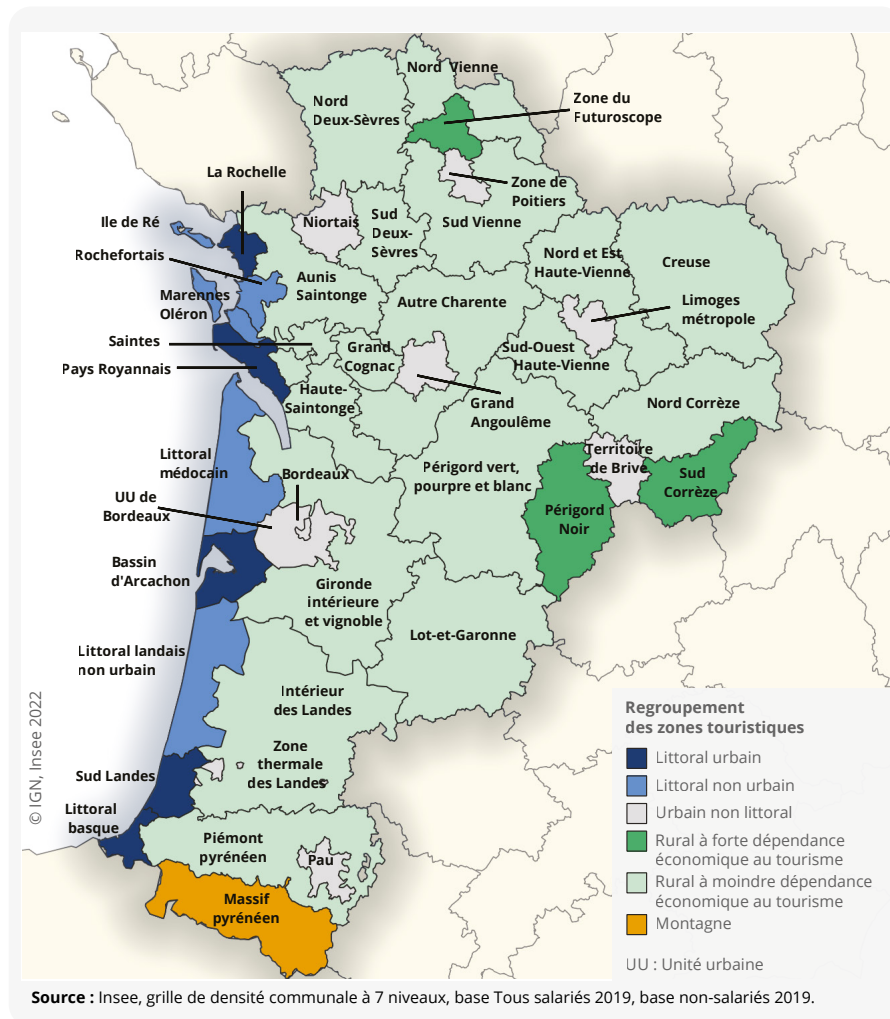 Nord Vienne
Nord
Deux-Sèvres
Zone du
Futuroscope
La Rochelle
Zone de
Poitiers
Ile de Ré
Niortais
Sud
Deux-
Sèvres
Sud Vienne
Rochefortais
Nord et Est
Haute-Vienne
Creuse
Aunis
Saintonge
Marennes
Oléron
Autre Charente
Limoges
métropole
Saintes
Grand
Cognac
Sud-Ouest
Haute-Vienne
Pays Royannais
Haute-
Saintonge
Grand
Angoulême
Nord Corrèze
Littoral
médocain
Bordeaux
Périgord vert,
pourpre et blanc
Territoire
de Brive
Sud
Corrèze
UU de
Bordeaux
Périgord
Noir
Bassin
d'Arcachon
Gironde
intérieure
et vignoble
Lot-et-Garonne
Littoral landais
non urbain
Intérieur
des Landes
Zone
thermale
des Landes
Sud Landes
Littoral
basque
Piémont
pyrénéen
Pau
Massif
pyrénéen
© IGN, Insee 2022
Regroupement
des zones touristiques
Littoral urbain
Littoral non urbain
Urbain non littoral
Rural à forte dépendance
économique au tourisme
Rural à moindre dépendance
économique au tourisme
Montagne
UU : Unité urbaine
Source : Insee, grille de densité communale à 7 niveaux, base Tous salariés 2019, base non-salariés 2019.